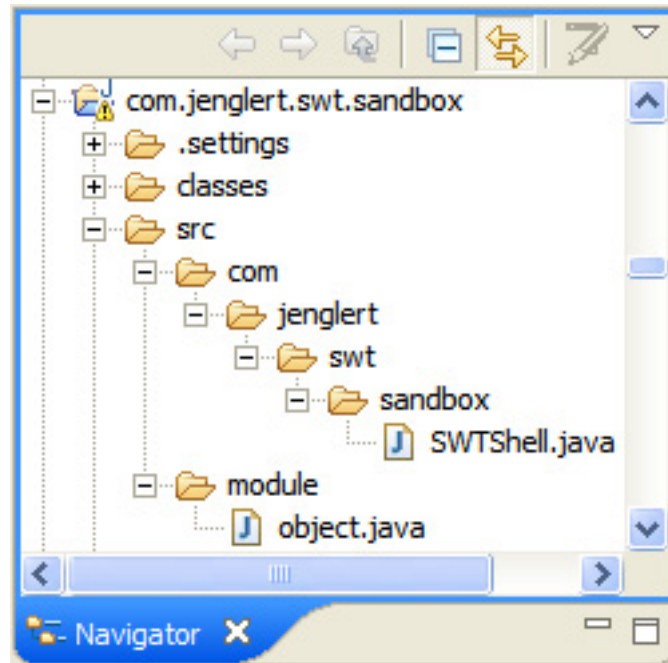 com.jenglert.swt.sandbox
.settings
classes
src
com
jenglert
swt
sandbox
SWTShell.java
module
object.java
Navigator